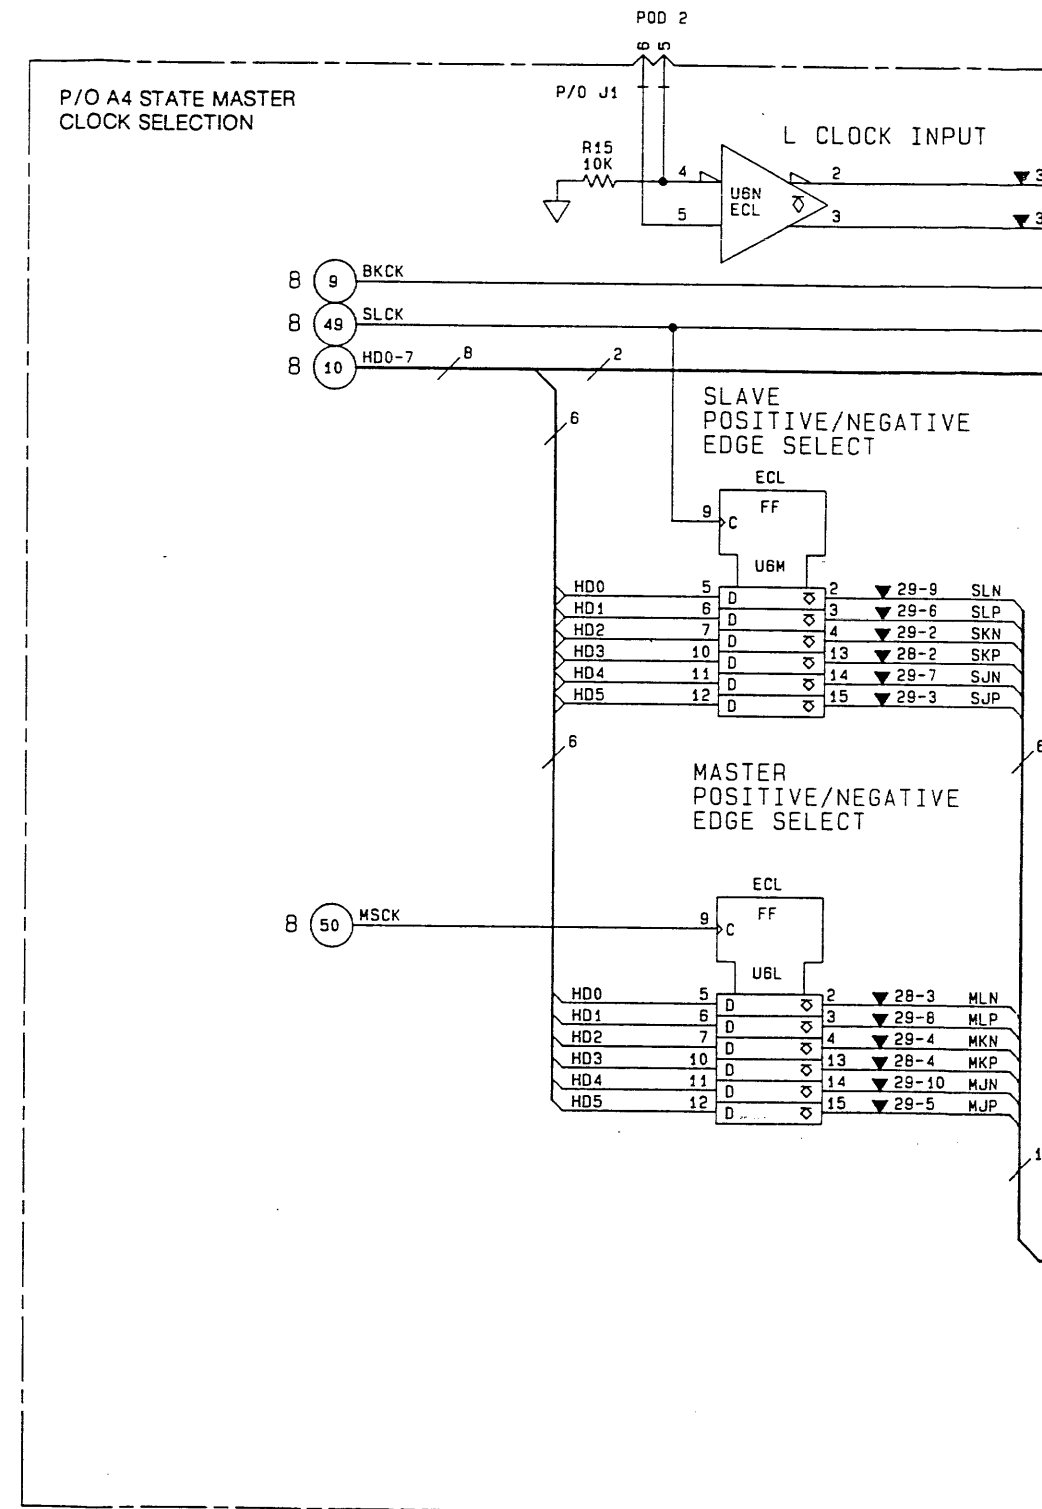 POD 2
6 5
P/O A4 STATE MASTER
CLOCK SELECTION
P/O J1
L CLOCK INPUT
R15
10K
4
U6N
ECL
2
3
5
3
3
8 9 BKCK
8 49 SLCK
8 10 HD0-7 8 2
6
SLAVE
POSITIVE/NEGATIVE
EDGE SELECT
ECL
FF
9 C
U6M
HD0 5 D Q 2 29-9 SLN
HD1 6 D Q 3 29-6 SLP
HD2 7 D Q 4 29-2 SKN
HD3 10 D Q 13 28-2 SKP
HD4 11 D Q 14 29-7 SJN
HD5 12 D Q 15 29-3 SJP
6
MASTER
POSITIVE/NEGATIVE
EDGE SELECT
ECL
FF
8 50 MSCK 9 C
U6L
HD0 5 D Q 2 28-3 MLN
HD1 6 D Q 3 29-8 MLP
HD2 7 D Q 4 29-4 MKN
HD3 10 D Q 13 28-4 MKP
HD4 11 D Q 14 29-10 MJN
HD5 12 D Q 15 29-5 MJP
1